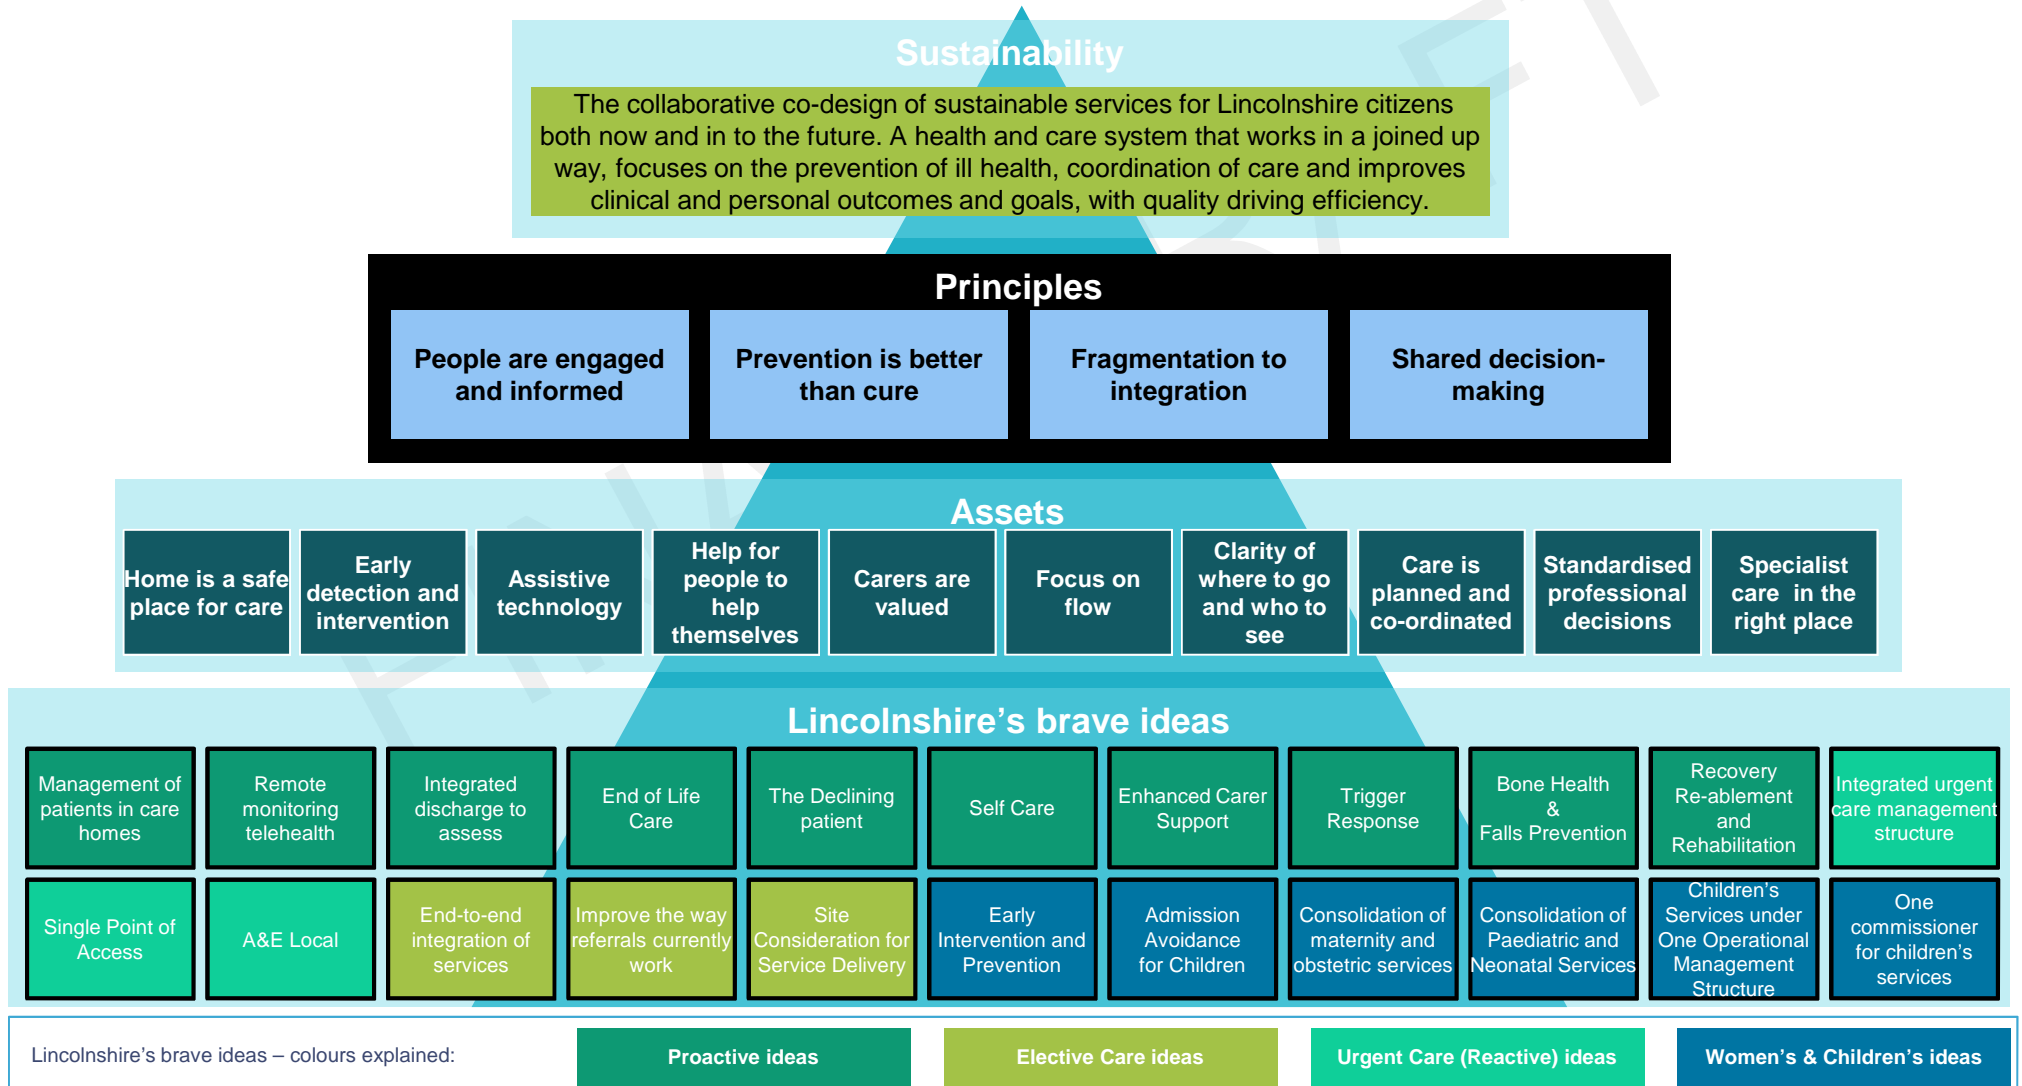 Sustainability
The collaborative co-design of sustainable services for Lincolnshire citizens
both now and in to the future. A health and care system that works in a joined up
way, focuses on the prevention of ill health, coordination of care and improves
clinical and personal outcomes and goals, with quality driving efficiency.
Principles
People are engaged
and informed
Prevention is better
than cure
Fragmentation to
integration
Shared decision-
making
Assets
Home is a safe
place for care
Early
detection and
intervention
Assistive
technology
Help for
people to
help
themselves
Carers are
valued
Focus on
flow
Clarity of
where to go
and who to
see
Care is
planned and
co-ordinated
Standardised
professional
decisions
Specialist
care in the
right place
Lincolnshire’s brave ideas
Management of
patients in care
homes
Remote
monitoring
telehealth
Integrated
discharge to
assess
End of Life
Care
The Declining
patient
Self Care
Enhanced Carer
Support
Trigger
Response
Bone Health
&
Falls Prevention
Recovery
Re-ablement
and
Rehabilitation
Integrated urgent
care management
structure
Single Point of
Access
A&E Local
End-to-end
integration of
services
Improve the way
referrals currently
work
Site
Consideration for
Service Delivery
Early
Intervention and
Prevention
Admission
Avoidance
for Children
Consolidation of
maternity and
obstetric services
Consolidation of
Paediatric and
Neonatal Services
Children’s
Services under
One Operational
Management
Structure
One
commissioner
for children’s
services
Lincolnshire’s brave ideas – colours explained:
Proactive ideas
Elective Care ideas
Urgent Care (Reactive) ideas
Women’s & Children’s ideas